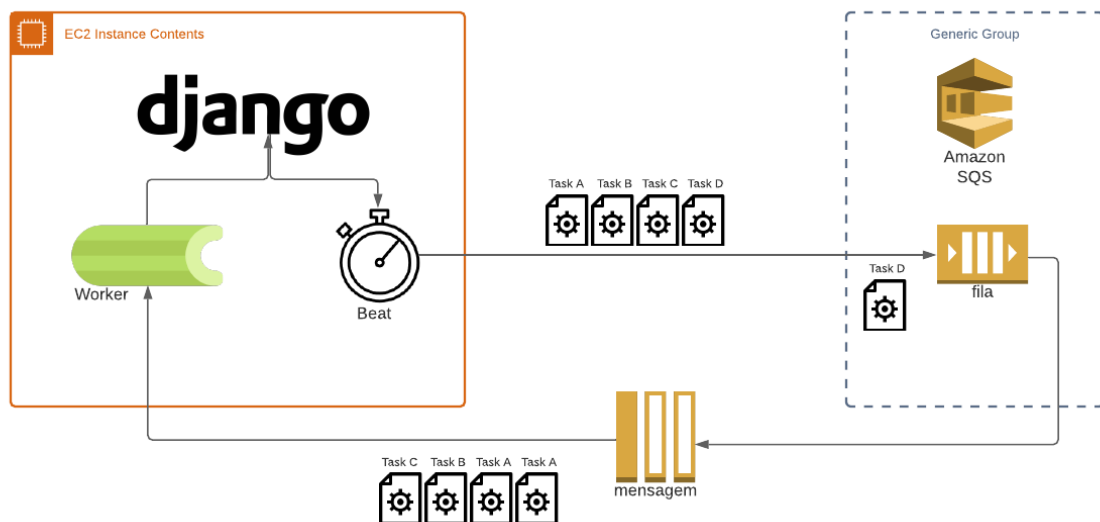 EC2 Instance Contents
Generic Group
django
Amazon
SQS
Task A Task B Task C Task D
Worker
Beat
Task D
fila
Task C Task B Task A Task A
mensagem